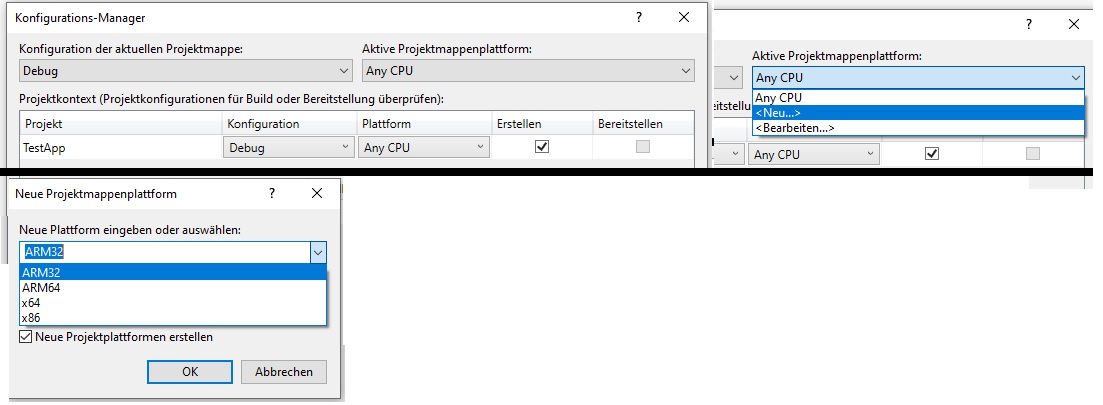 Konfigurations-Manager
Konfiguration der aktuellen Projektmappe:
Aktive Projektmappenplattform:
Debug
Any CPU
Projektkontext (Projektkonfigurationen für Build oder Bereitstellung überprüfen):
Projekt Konfiguration Plattform Erstellen Bereitstellen
TestApp Debug Any CPU
Aktive Projektmappenplattform:
Any CPU
Any CPU
<Neu...>
<Bearbeiten...>
Any CPU
Neue Projektmappenplattform
Neue Plattform eingeben oder auswählen:
ARM32
ARM32
ARM64
x64
x86
Neue Projektplattformen erstellen
OK Abbrechen